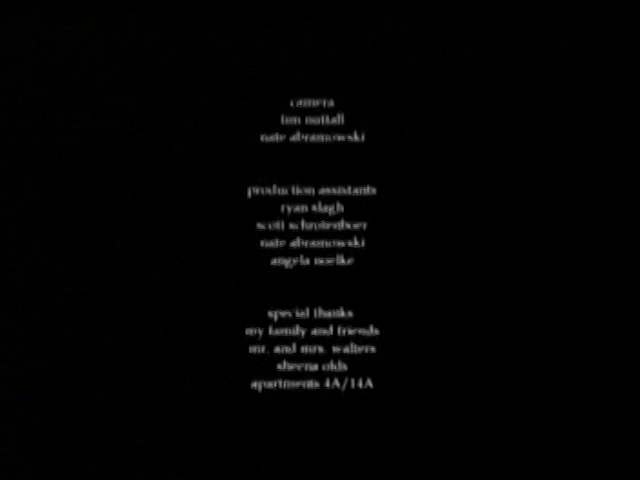 camera
tim nuttall
nate abramowski
production assistants
ryan slagh
scott schrotenboer
nate abramowski
angela noelke
special thanks
my family and friends
mr. and mrs. walters
sheena olds
apartments 4A/14A